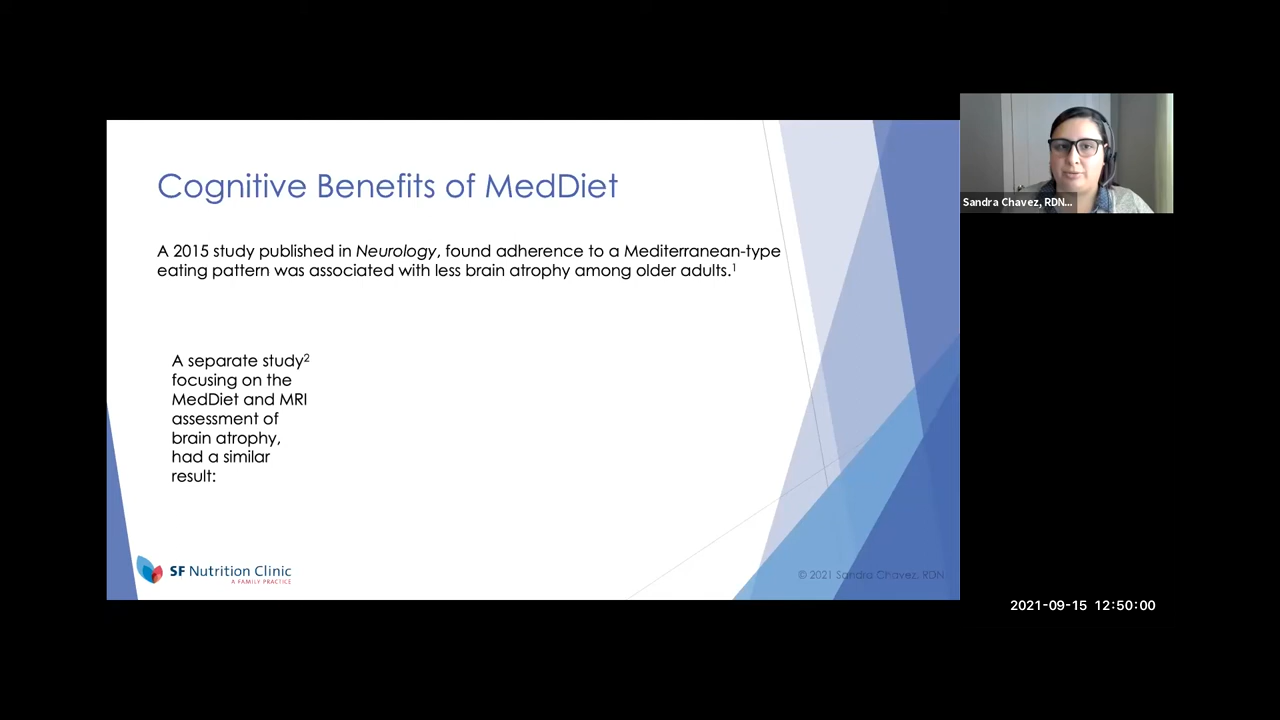 Cognitive Benefits of MedDiet
A 2015 study published in Neurology, found adherence to a Mediterranean-type
eating pattern was associated with less brain atrophy among older adults.¹
A separate study²
focusing on the
MedDiet and MRI
assessment of
brain atrophy,
had a similar
result:
SF Nutrition Clinic
A FAMILY PRACTICE
© 2021 Sandra Chavez, RDN
Sandra Chavez, RDN...
2021-09-15 12:50:00